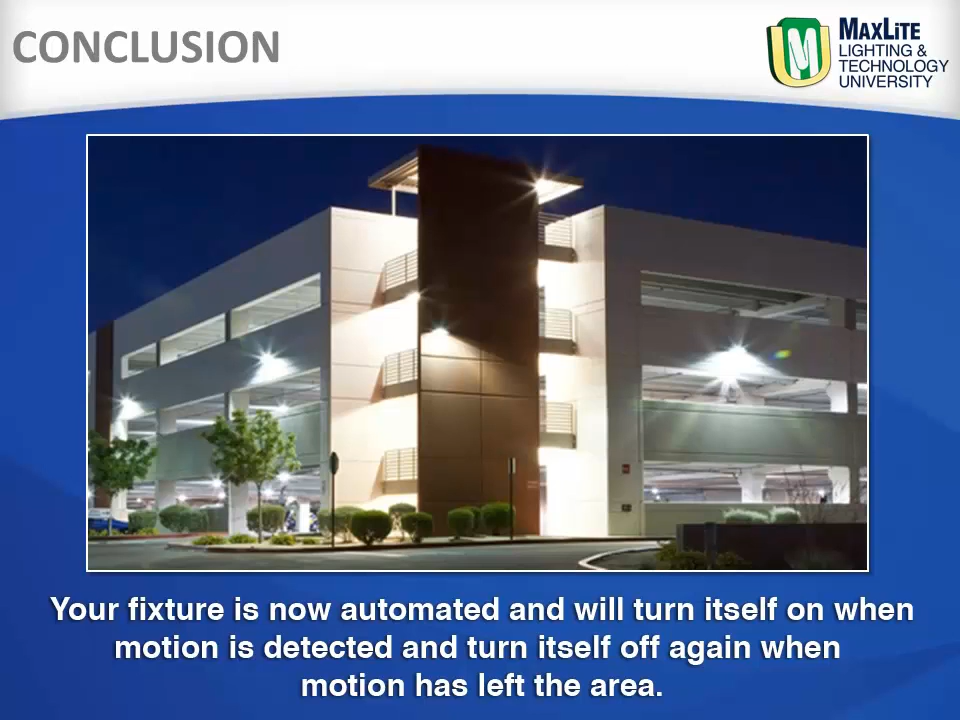 CONCLUSION
MAXLITE
LIGHTING &
TECHNOLOGY
UNIVERSITY
Your fixture is now automated and will turn itself on when
motion is detected and turn itself off again when
motion has left the area.